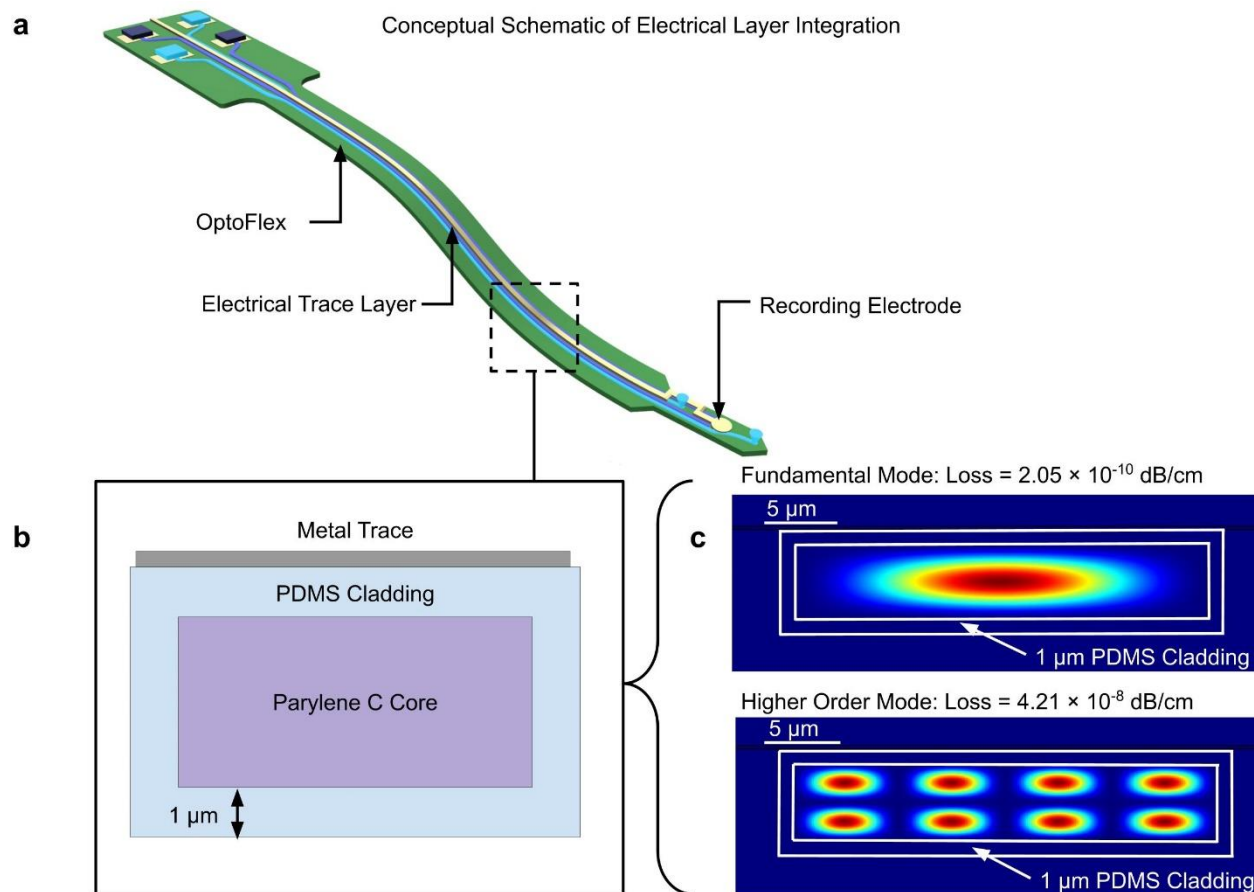 a
Conceptual Schematic of Electrical Layer Integration
OptoFlex
Electrical Trace Layer
Recording Electrode
b
Metal Trace
PDMS Cladding
Parylene C Core
1 µm
c
Fundamental Mode: Loss = 2.05 × 10⁻¹⁰ dB/cm
5 µm
1 µm PDMS Cladding
Higher Order Mode: Loss = 4.21 × 10⁻⁸ dB/cm
5 µm
1 µm PDMS Cladding